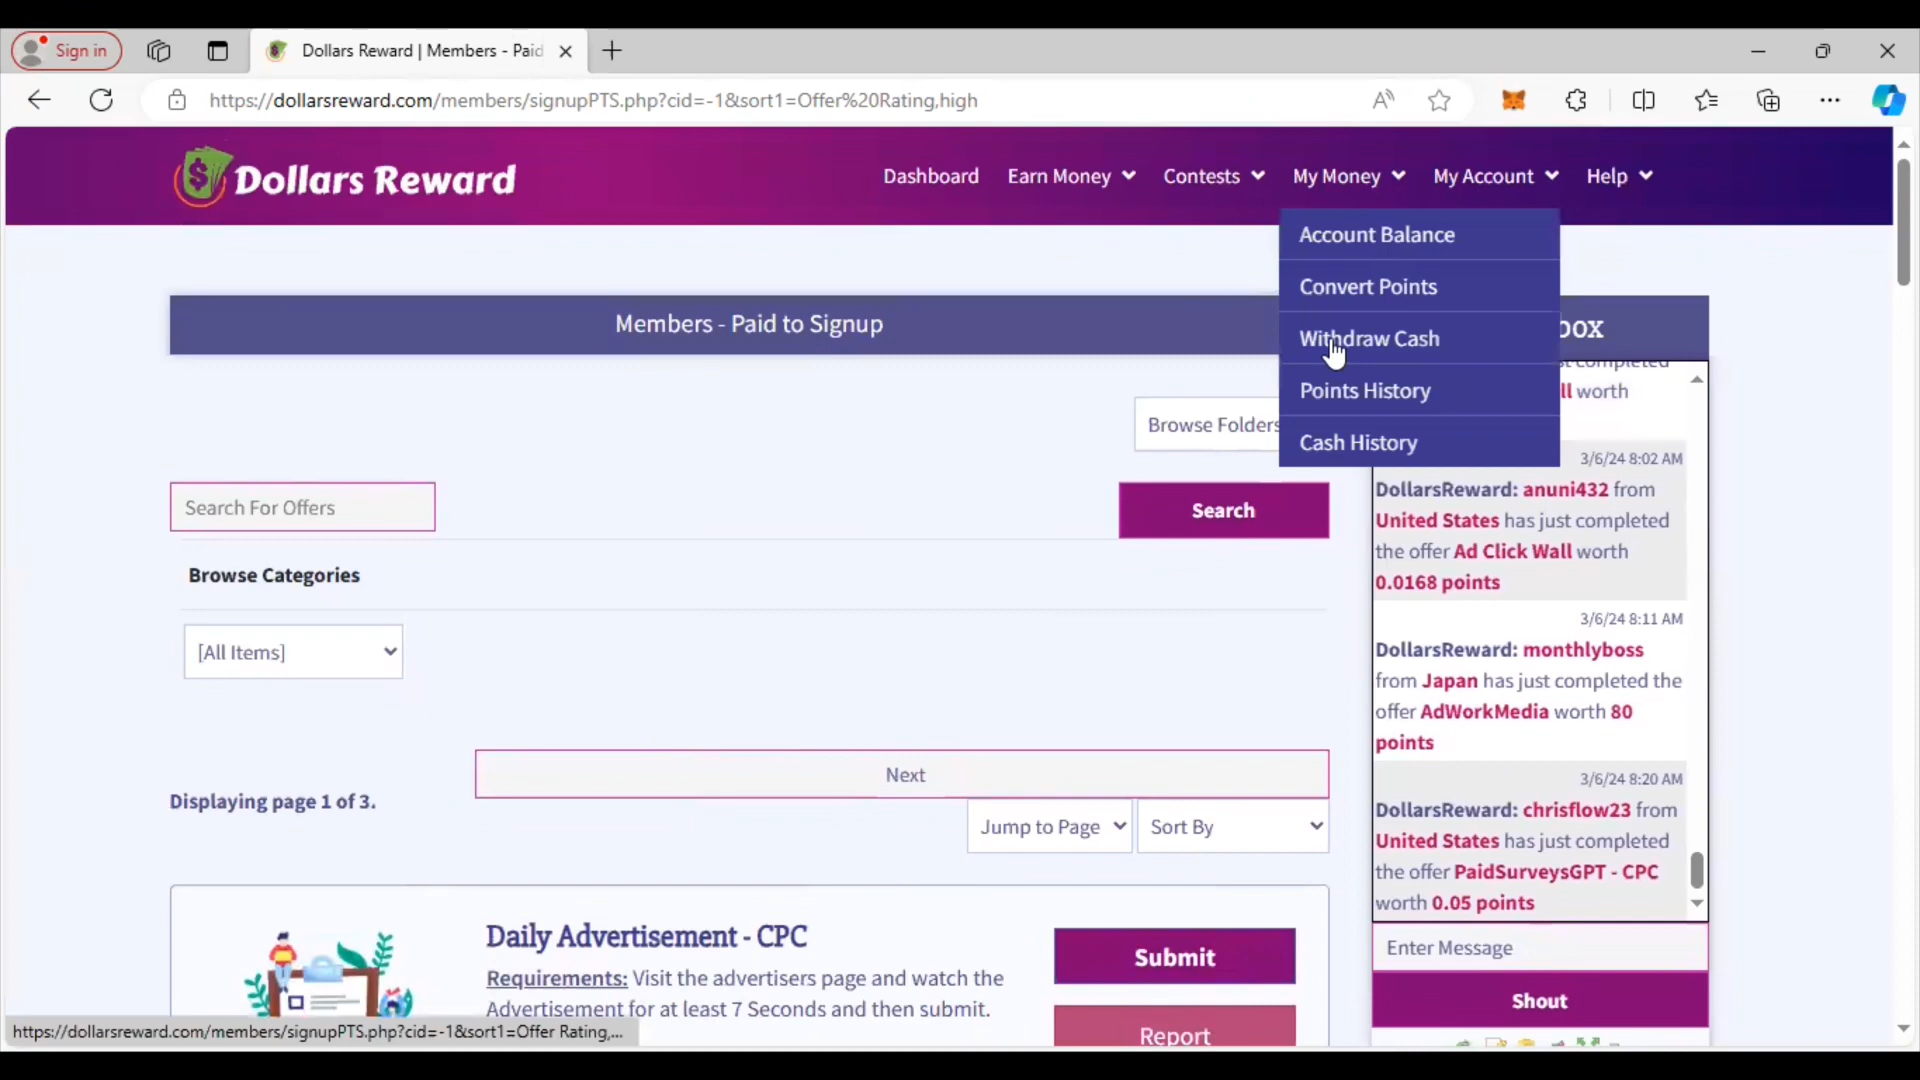 Sign in
Dollars Reward | Members - Paid
https://dollarsreward.com/members/signupPTS.php?cid=-1&sort1=Offer%20Rating,high
Dollars Reward
Dashboard
Earn Money
Contests
My Money
My Account
Help
Account Balance
Convert Points
Withdraw Cash
Points History
Cash History
Members - Paid to Signup
Browse Folders
Search For Offers
Search
Browse Categories
[All Items]
Next
Displaying page 1 of 3.
Jump to Page
Sort By
Daily Advertisement - CPC
Requirements: Visit the advertisers page and watch the
Advertisement for at least 7 Seconds and then submit.
Submit
Report
completed
worth
3/6/24 8:02 AM
DollarsReward: anuni432 from
United States has just completed
the offer Ad Click Wall worth
0.0168 points
3/6/24 8:11 AM
DollarsReward: monthlyboss
from Japan has just completed the
offer AdWorkMedia worth 80
points
3/6/24 8:20 AM
DollarsReward: chrisflow23 from
United States has just completed
the offer PaidSurveysGPT - CPC
worth 0.05 points
Enter Message
Shout
https://dollarsreward.com/members/signupPTS.php?cid=-1&sort1=Offer Rating,...